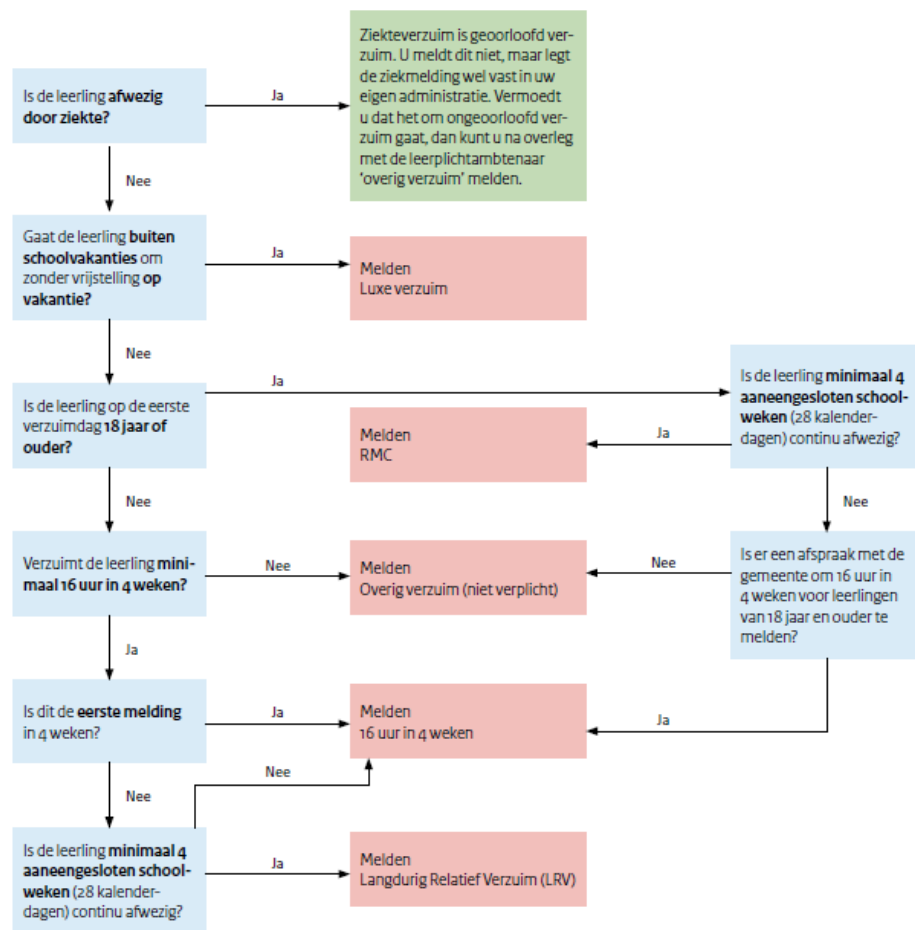 Ziekteverzuim is geoorloofd ver-
zuim. U meldt dit niet, maar legt
de ziekmelding wel vast in uw
eigen administratie. Vermoedt
u dat het om ongeoorloofd ver-
zuim gaat, dan kunt u na overleg
met de leerplichtambtenaar
‘overig verzuim’ melden.
Is de leerling afwezig
door ziekte?
Ja
Nee
Gaat de leerling buiten
schoolvakanties om
zonder vrijstelling op
vakantie?
Ja
Melden
Luxe verzuim
Nee
Is de leerling op de eerste
verzuimdag 18 jaar of
ouder?
Ja
Is de leerling minimaal 4
aaneengesloten school-
weken (28 kalender-
dagen) continu afwezig?
Ja
Melden
RMC
Nee
Nee
Verzuimt de leerling mini-
maal 16 uur in 4 weken?
Nee
Melden
Overig verzuim (niet verplicht)
Nee
Is er een afspraak met de
gemeente om 16 uur in
4 weken voor leerlingen
van 18 jaar en ouder te
melden?
Ja
Is dit de eerste melding
in 4 weken?
Ja
Melden
16 uur in 4 weken
Ja
Nee
Nee
Is de leerling minimaal 4
aaneengesloten school-
weken (28 kalender-
dagen) continu afwezig?
Ja
Melden
Langdurig Relatief Verzuim (LRV)